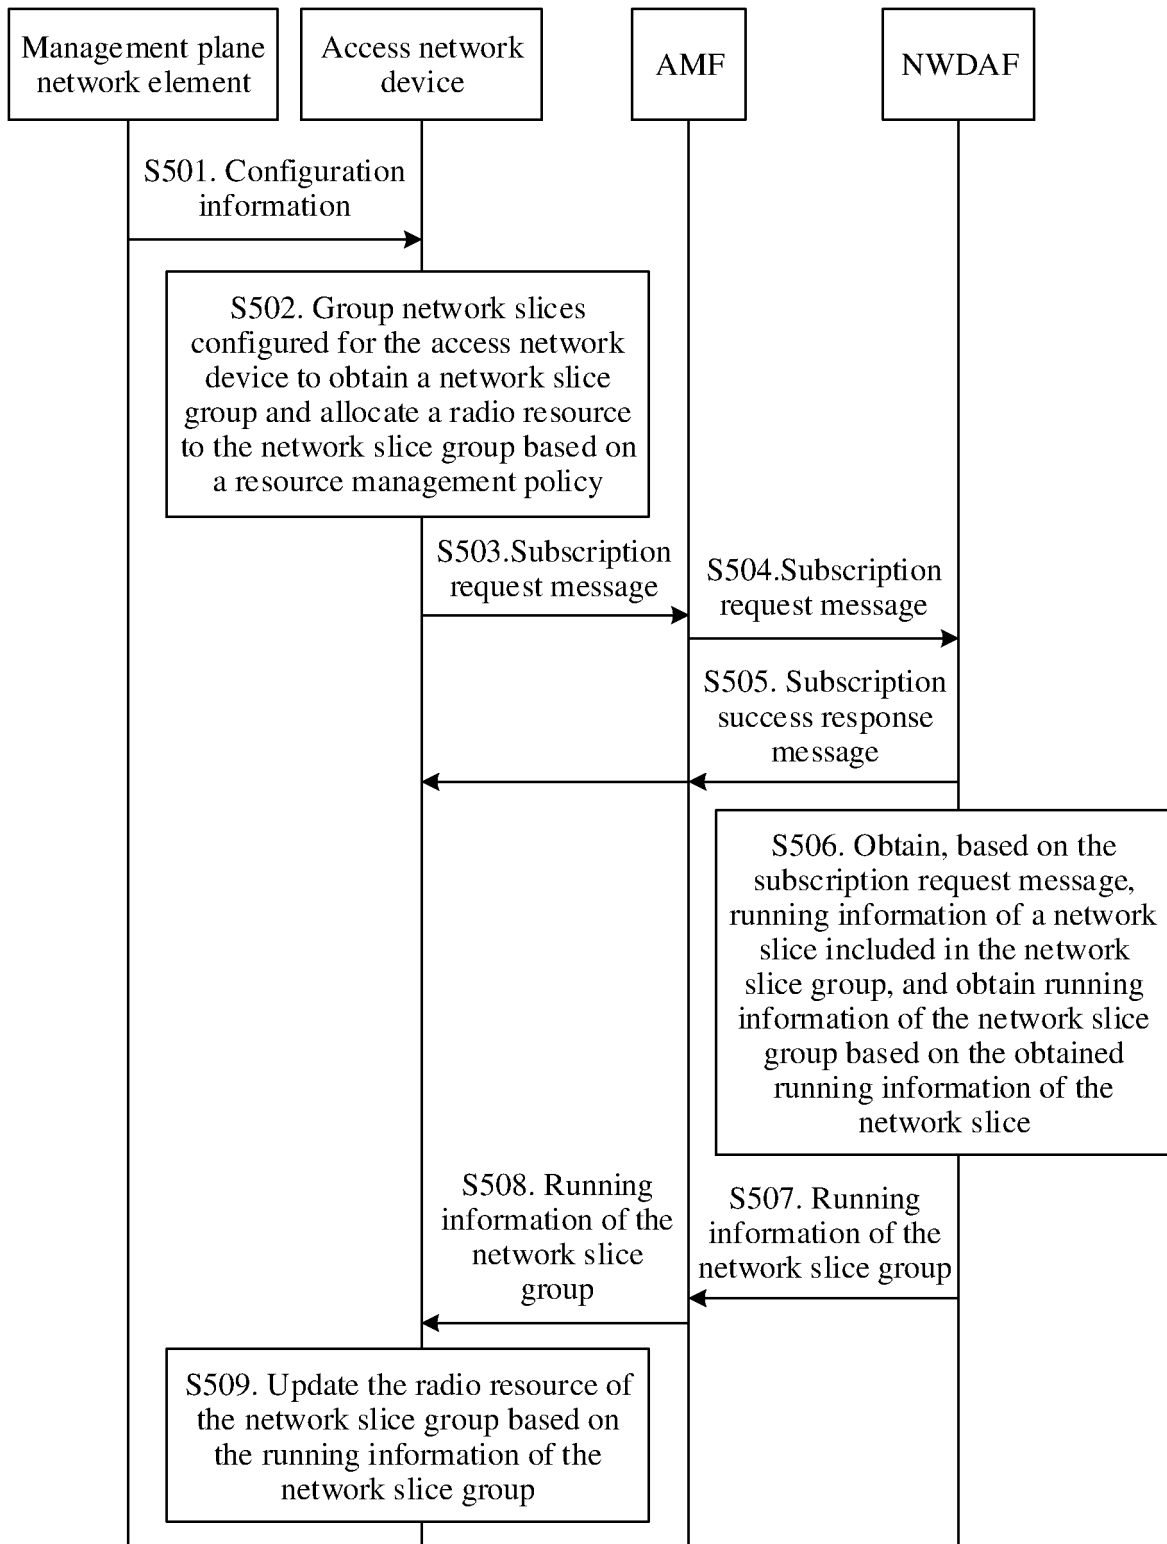 Management plane
network element
Access network
device
AMF
NWDAF
S501. Configuration
information
S502. Group network slices
configured for the access network
device to obtain a network slice
group and allocate a radio resource
to the network slice group based on
a resource management policy
S503.Subscription
request message
S504.Subscription
request message
S505. Subscription
success response
message
S506. Obtain, based on the
subscription request message,
running information of a network
slice included in the network
slice group, and obtain running
information of the network slice
group based on the obtained
running information of the
network slice
S508. Running
information of the
network slice
group
S507. Running
information of the
network slice group
S509. Update the radio resource of
the network slice group based on
the running information of the
network slice group